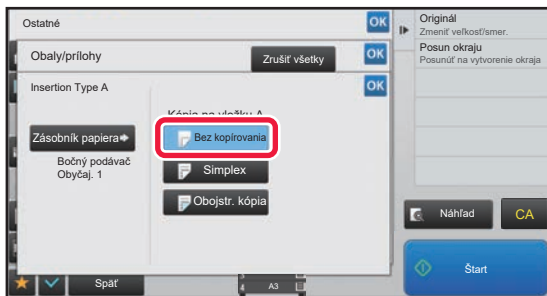 Ostatné
OK
Obaly/prílohy
Zrušiť všetky
OK
Insertion Type A
OK
Kópia na vložku A
Zásobník papiera
Bočný podávač
Obyčaj. 1
Bez kopírovania
Simplex
Obojstr. kópia
Späť
4
A3
Originál
Zmeniť veľkosť/smer.
Posun okraju
Posunúť na vytvorenie okraja
Náhľad
CA
Štart